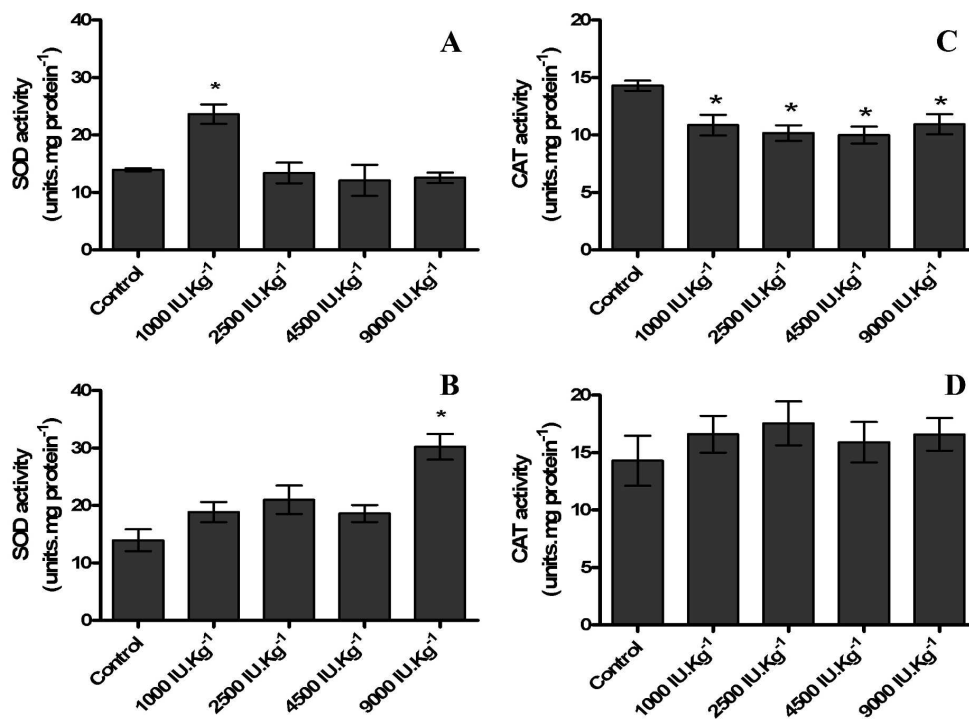 A
SOD activity
(units.mg protein⁻¹)
40
30
20
10
0
*
Control
1000 IU.Kg⁻¹
2500 IU.Kg⁻¹
4500 IU.Kg⁻¹
9000 IU.Kg⁻¹
C
CAT activity
(units.mg protein⁻¹)
20
15
10
5
0
* * * *
Control
1000 IU.Kg⁻¹
2500 IU.Kg⁻¹
4500 IU.Kg⁻¹
9000 IU.Kg⁻¹
B
SOD activity
(units.mg protein⁻¹)
40
30
20
10
0
*
Control
1000 IU.Kg⁻¹
2500 IU.Kg⁻¹
4500 IU.Kg⁻¹
9000 IU.Kg⁻¹
D
CAT activity
(units.mg protein⁻¹)
20
15
10
5
0
Control
1000 IU.Kg⁻¹
2500 IU.Kg⁻¹
4500 IU.Kg⁻¹
9000 IU.Kg⁻¹